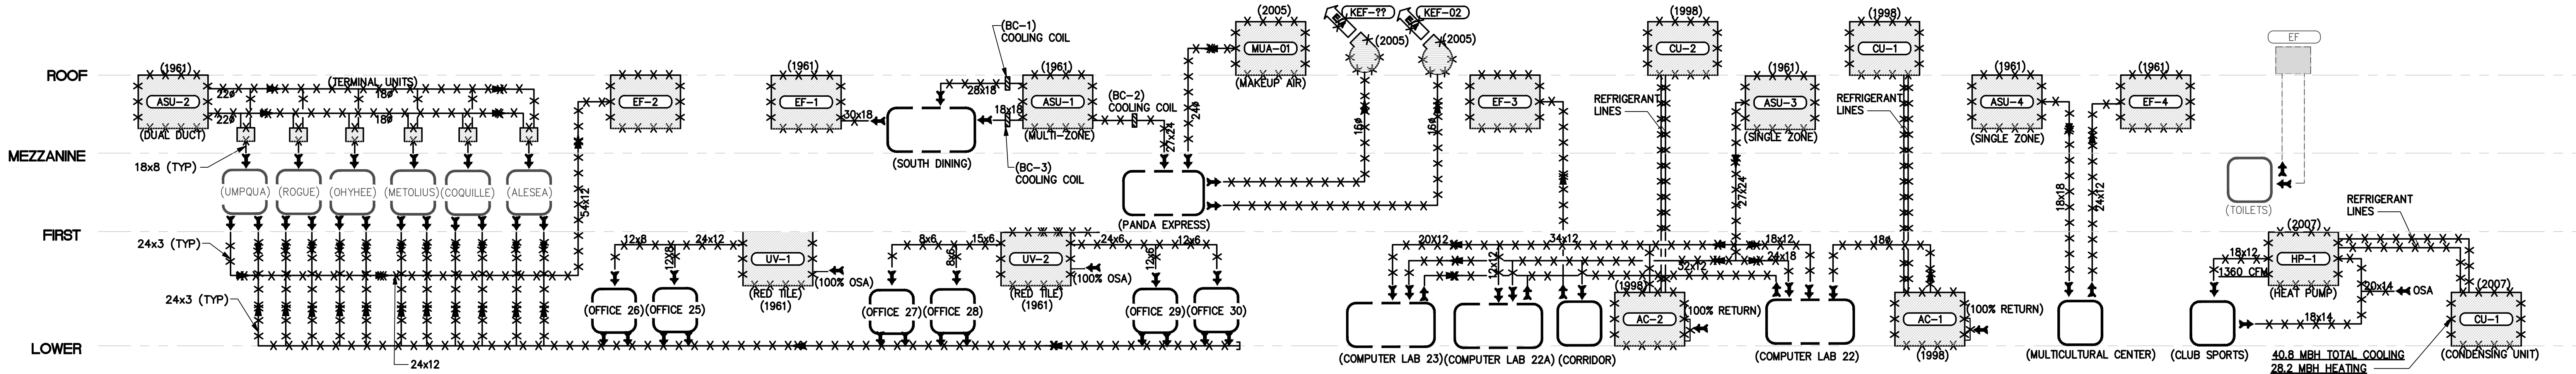 ROOF
MEZZANINE
FIRST
LOWER
(1961)
ASU-2
(DUAL DUCT)
22ø
22ø
(TERMINAL UNITS)
18ø
18ø
18x8 (TYP)
(UMPQUA)
(ROGUE)
(OHYHEE)
(METOLIUS)
(COQUILLE)
(ALESEA)
24x3 (TYP)
24x3 (TYP)
24x12
54x12
EF-2
(1961)
EF-1
30x18
(SOUTH DINING)
28x18
18x18
(BC-1)
COOLING COIL
(1961)
ASU-1
(MULTI-ZONE)
(BC-2)
COOLING COIL
(BC-3)
COOLING COIL
27x24
24ø
(2005)
MUA-01
(MAKEUP AIR)
(PANDA EXPRESS)
E/A
KEF-??
(2005)
16ø
E/A
KEF-02
(2005)
16ø
EF-3
(1998)
CU-2
REFRIGERANT
LINES
(1961)
ASU-3
(SINGLE ZONE)
27x24
(1998)
CU-1
REFRIGERANT
LINES
(1961)
ASU-4
(SINGLE ZONE)
18x18
(1961)
EF-4
24x12
EF
(TOILETS)
12x8
24x12
12x8
UV-1
(RED TILE)
(1961)
(100% OSA)
(OFFICE 26)
(OFFICE 25)
8x6
15x6
8x6
UV-2
(RED TILE)
(1961)
(100% OSA)
24x6
12x6
12x6
(OFFICE 27)
(OFFICE 28)
(OFFICE 29)
(OFFICE 30)
20X12
34x12
12x12
32x12
18x12
24x18
18ø
(COMPUTER LAB 23)
(COMPUTER LAB 22A)
(CORRIDOR)
(1998)
AC-2
(100% RETURN)
(COMPUTER LAB 22)
AC-1
(1998)
(100% RETURN)
(MULTICULTURAL CENTER)
(CLUB SPORTS)
18x12
1360 CFM
(2007)
HP-1
(HEAT PUMP)
20x14
OSA
18x14
REFRIGERANT
LINES
(2007)
CU-1
(CONDENSING UNIT)
40.8 MBH TOTAL COOLING
28.2 MBH HEATING